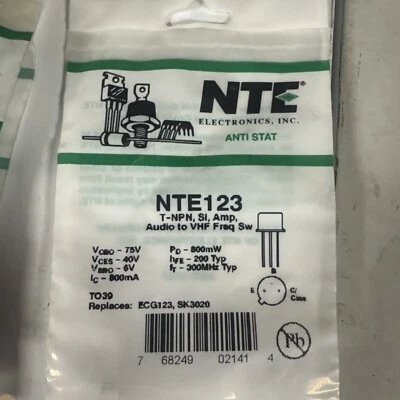 NTE
ELECTRONICS, INC.
ANTI STAT
NTE123
T-NPN, Si, Amp,
Audio to VHF Freq Sw
VCBO – 75V
VCES – 40V
VEBO – 6V
IC – 800mA
PD – 800mW
hFE – 200 Typ
fT – 300MHz Typ
B
E
C/
Case
TO39
Replaces: ECG123, SK3020
7 68249 02141 4
Pb